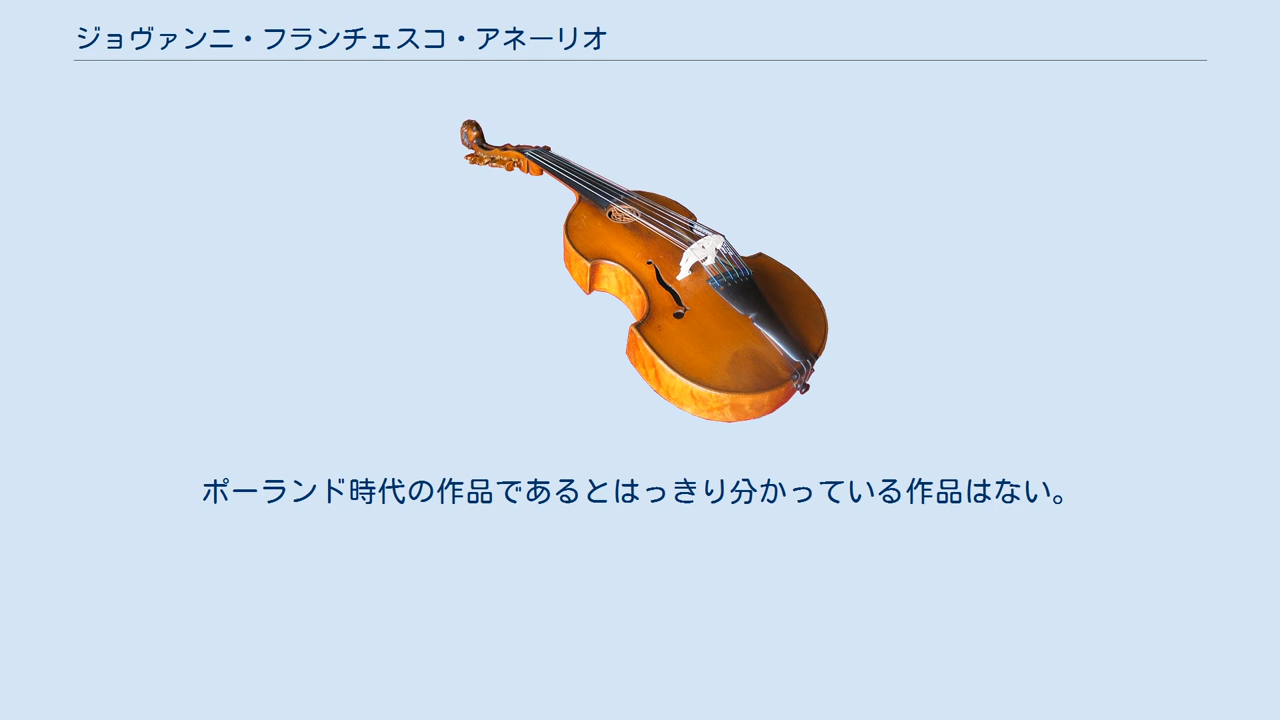 ジョヴァンニ・フランチェスコ・アネーリオ
ポーランド時代の作品であるとはっきり分かっている作品はない。